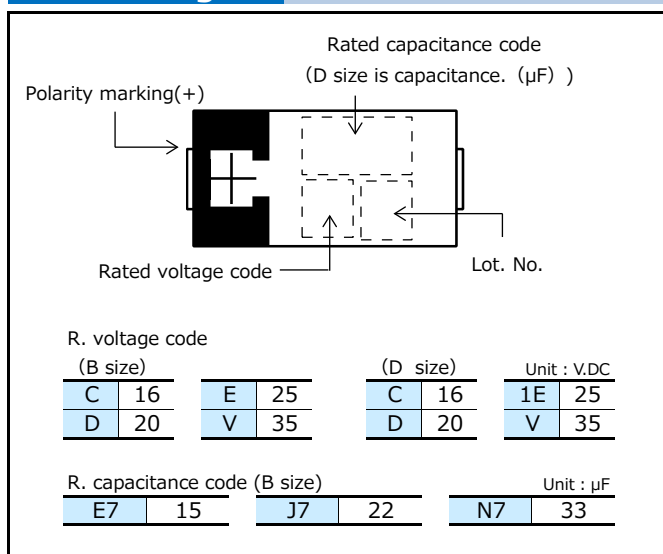 Rated capacitance code
(D size is capacitance. (µF) )
Polarity marking(+)
Rated voltage code
Lot. No.
R. voltage code
(B size) (D size) Unit : V.DC
C 16 E 25 C 16 1E 25
D 20 V 35 D 20 V 35
R. capacitance code (B size) Unit : µF
E7 15 J7 22 N7 33